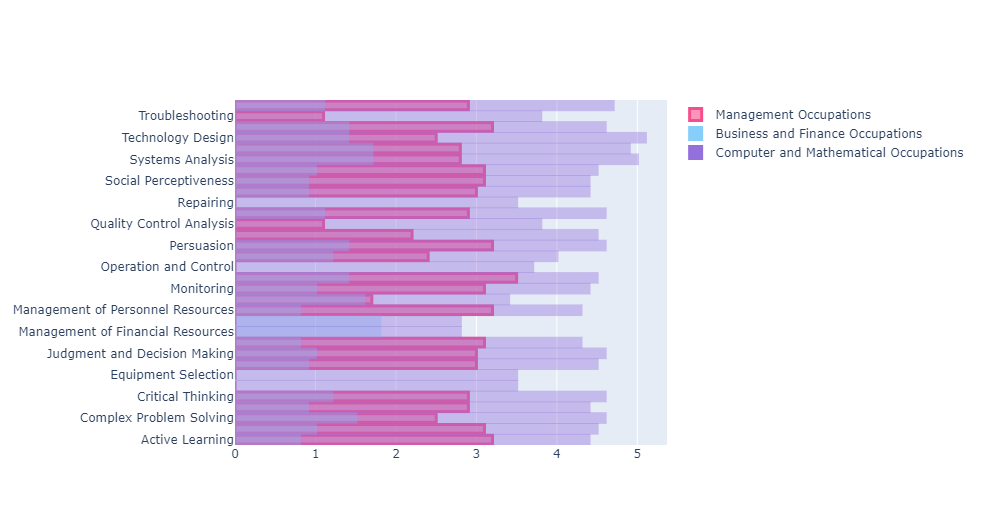 Troubleshooting
Technology Design
Systems Analysis
Social Perceptiveness
Repairing
Quality Control Analysis
Persuasion
Operation and Control
Monitoring
Management of Personnel Resources
Management of Financial Resources
Judgment and Decision Making
Equipment Selection
Critical Thinking
Complex Problem Solving
Active Learning
0 1 2 3 4 5
Management Occupations
Business and Finance Occupations
Computer and Mathematical Occupations